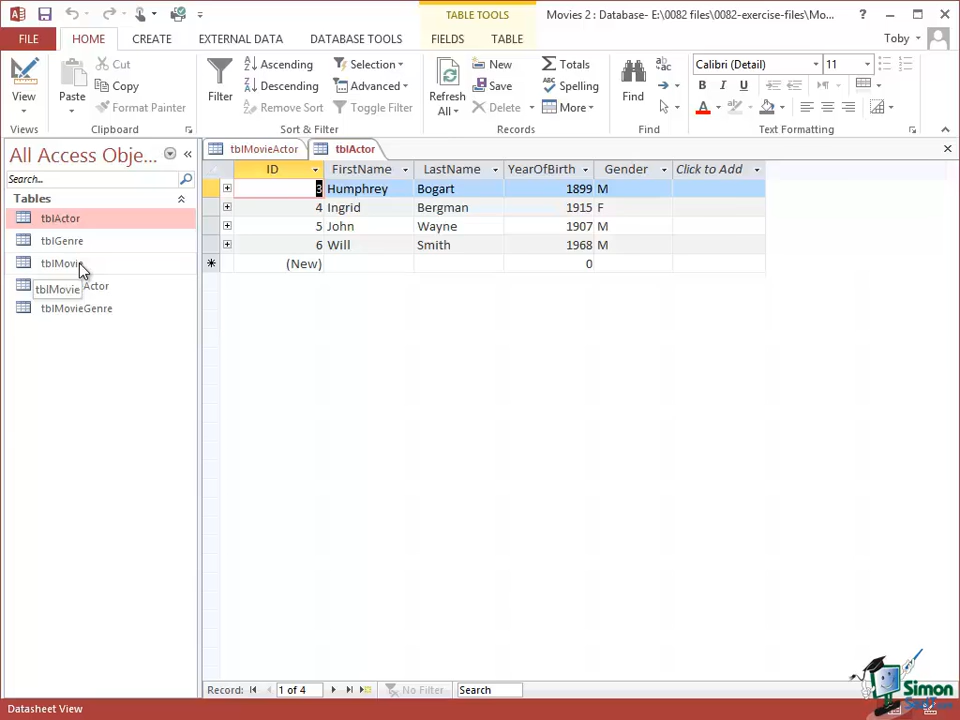 TABLE TOOLS
Movies 2 : Database- E:\0082 files\0082-exercise-files\Mo...
?
FILE HOME CREATE EXTERNAL DATA DATABASE TOOLS FIELDS TABLE
Toby
View
Paste
Cut
Copy
Format Painter
Filter
Ascending
Descending
Remove Sort
Selection
Advanced
Toggle Filter
Refresh
All
New
Save
Delete
Totals
Spelling
More
Find
Calibri (Detail) 11
B I U
A
Views Clipboard Sort & Filter Records Find Text Formatting
All Access Obje...
Search...
Tables
tblActor
tblGenre
tblMovie
Actor
tblMovie
tblMovieGenre
tblMovieActor tblActor
ID FirstName LastName YearOfBirth Gender Click to Add
3 Humphrey Bogart 1899 M
4 Ingrid Bergman 1915 F
5 John Wayne 1907 M
6 Will Smith 1968 M
(New) 0
Record: 1 of 4 No Filter Search
Datasheet View
Simon